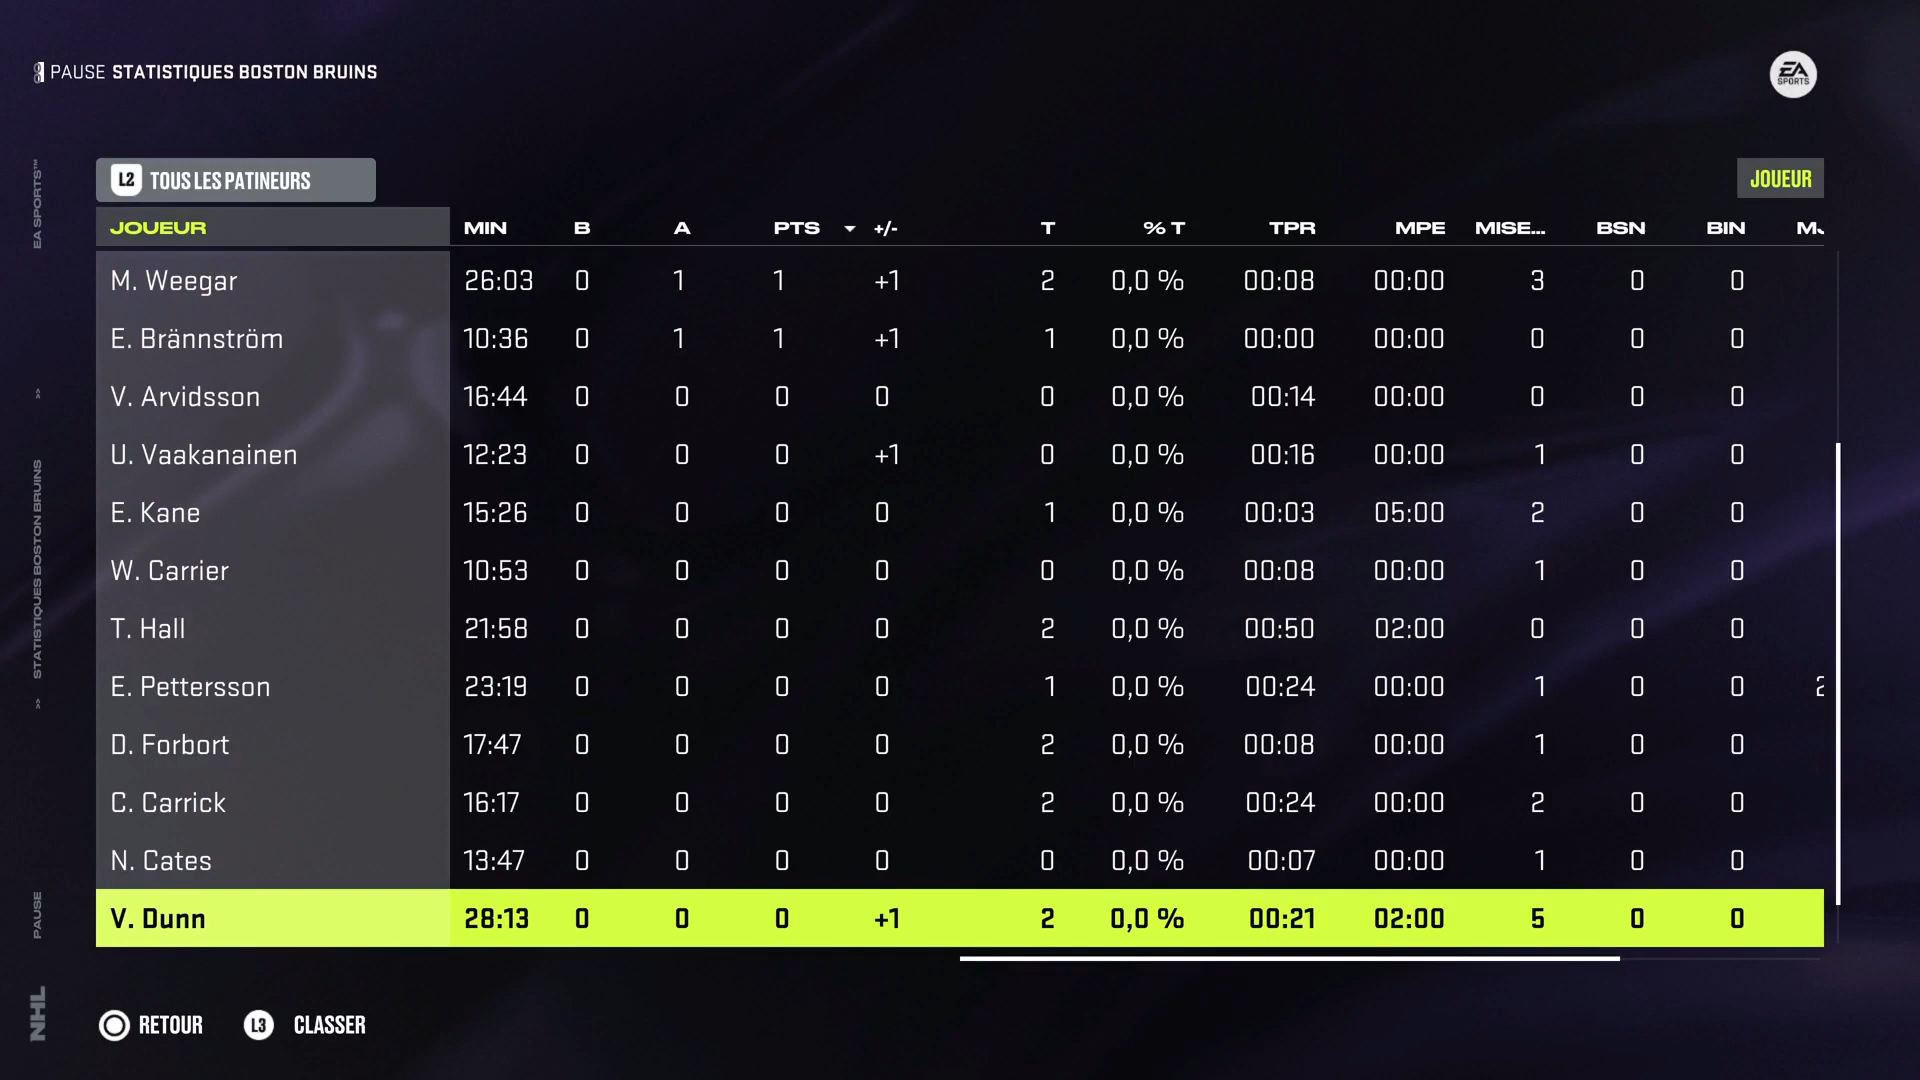 PAUSE STATISTIQUES BOSTON BRUINS
EA SPORTS
L2 TOUS LES PATINEURS
JOUEUR
JOUEUR MIN B A PTS +/- T % T TPR MPE MISE... BSN BIN
M. Weegar 26:03 0 1 1 +1 2 0,0 % 00:08 00:00 3 0 0
E. Brännström 10:36 0 1 1 +1 1 0,0 % 00:00 00:00 0 0 0
V. Arvidsson 16:44 0 0 0 0 0 0,0 % 00:14 00:00 0 0 0
U. Vaakanainen 12:23 0 0 0 +1 0 0,0 % 00:16 00:00 1 0 0
E. Kane 15:26 0 0 0 0 1 0,0 % 00:03 05:00 2 0 0
W. Carrier 10:53 0 0 0 0 0 0,0 % 00:08 00:00 1 0 0
T. Hall 21:58 0 0 0 0 2 0,0 % 00:50 02:00 0 0 0
E. Pettersson 23:19 0 0 0 0 1 0,0 % 00:24 00:00 1 0 0
D. Forbort 17:47 0 0 0 0 2 0,0 % 00:08 00:00 1 0 0
C. Carrick 16:17 0 0 0 0 2 0,0 % 00:24 00:00 2 0 0
N. Cates 13:47 0 0 0 0 0 0,0 % 00:07 00:00 1 0 0
V. Dunn 28:13 0 0 0 +1 2 0,0 % 00:21 02:00 5 0 0
RETOUR L3 CLASSER
NHL PAUSE >> STATISTIQUES BOSTON BRUINS >> EA SPORTS™